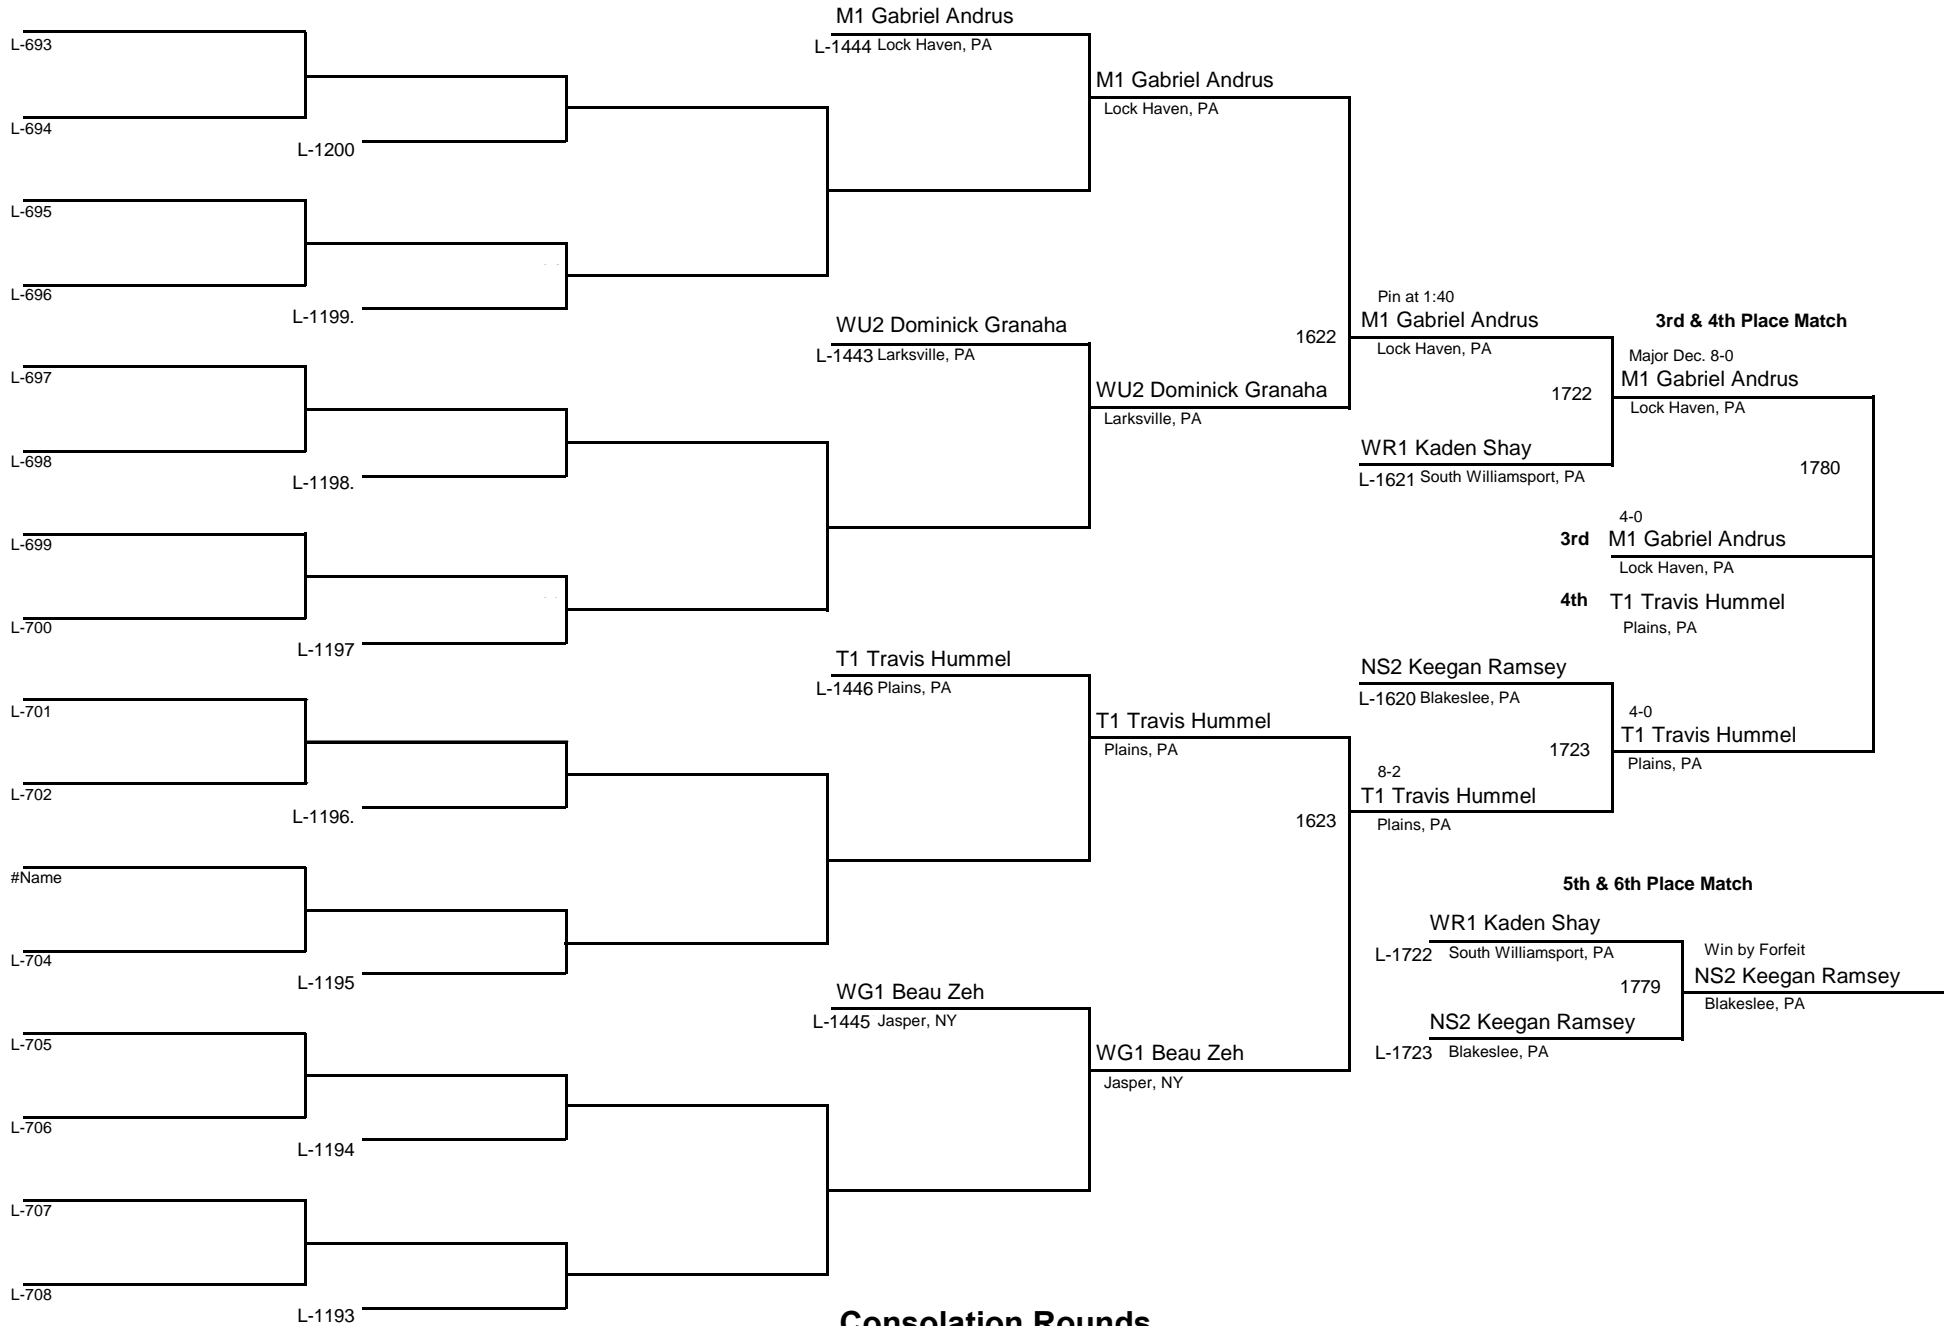 L-693
L-694
L-1200
L-695
L-696
L-1199.
L-697
L-698
L-1198.
L-699
L-700
L-1197
L-701
L-702
L-1196.
#Name
L-704
L-1195
L-705
L-706
L-1194
L-707
L-708
L-1193
M1 Gabriel Andrus
L-1444 Lock Haven, PA
WU2 Dominick Granaha
L-1443 Larksville, PA
T1 Travis Hummel
L-1446 Plains, PA
WG1 Beau Zeh
L-1445 Jasper, NY
M1 Gabriel Andrus
Lock Haven, PA
1622
WU2 Dominick Granaha
Larksville, PA
T1 Travis Hummel
Plains, PA
1623
WG1 Beau Zeh
Jasper, NY
Pin at 1:40
M1 Gabriel Andrus
Lock Haven, PA
1722
WR1 Kaden Shay
L-1621 South Williamsport, PA
NS2 Keegan Ramsey
L-1620 Blakeslee, PA
1723
8-2
T1 Travis Hummel
Plains, PA
3rd & 4th Place Match
Major Dec. 8-0
M1 Gabriel Andrus
Lock Haven, PA
1780
4-0
3rd M1 Gabriel Andrus
Lock Haven, PA
4th T1 Travis Hummel
Plains, PA
4-0
T1 Travis Hummel
Plains, PA
5th & 6th Place Match
WR1 Kaden Shay
L-1722 South Williamsport, PA
1779
NS2 Keegan Ramsey
L-1723 Blakeslee, PA
Win by Forfeit
NS2 Keegan Ramsey
Blakeslee, PA
Consolation Rounds